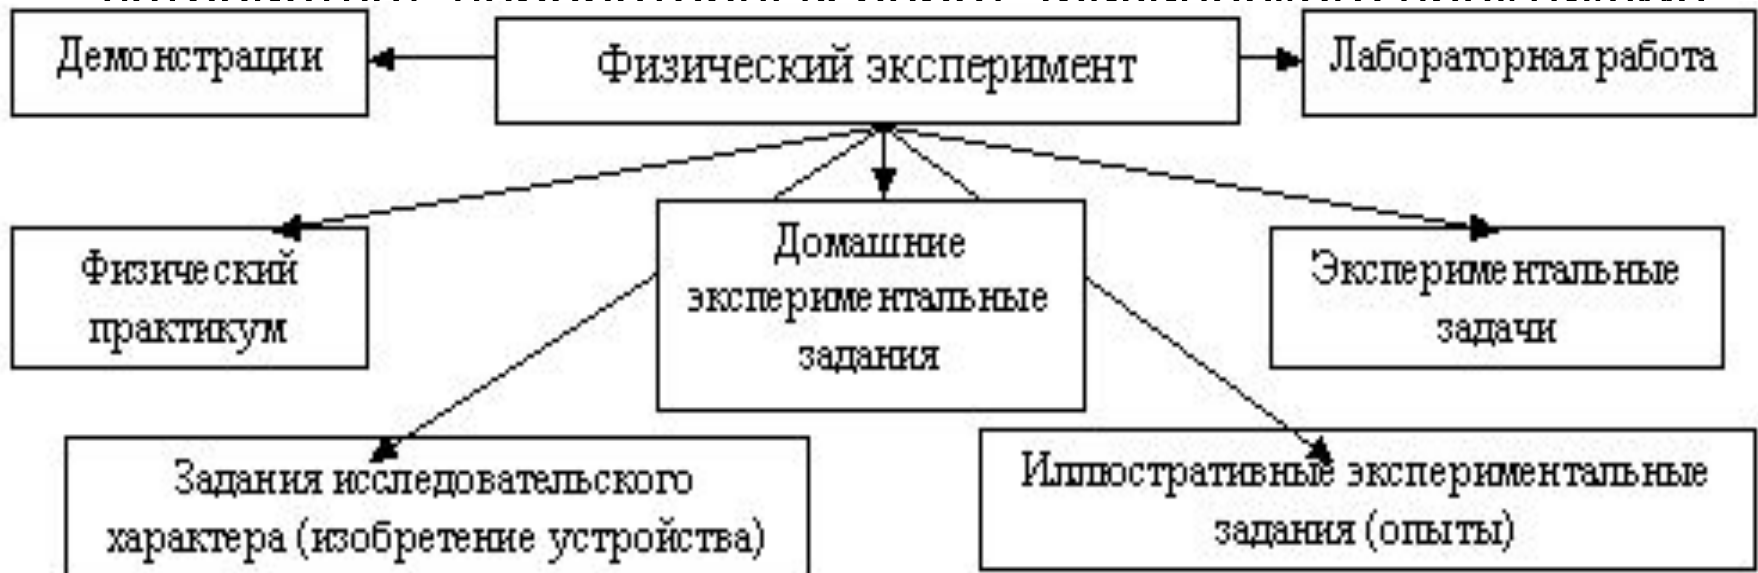 Демонстрации
Физический эксперимент
Лабораторная работа
Физический
практикум
Домашние
экспериментальные
задания
Экспериментальные
задачи
Задания исследовательского
характера (изобретение устройства)
Иллюстративные экспериментальные
задания (опыты)